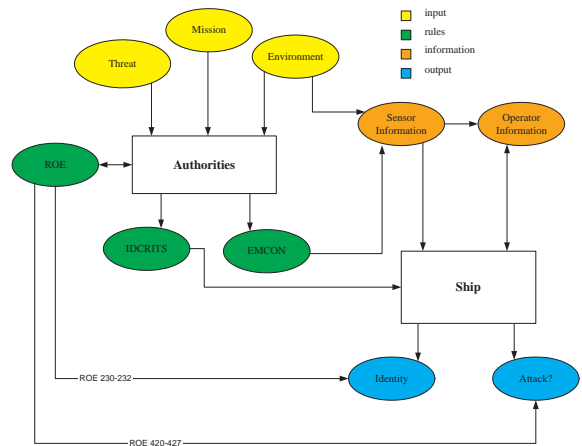 input
rules
information
output
Mission
Threat
Environment
Sensor
Information
Operator
Information
ROE
Authorities
IDCRITS
EMCON
Ship
Identity
Attack?
ROE 230-232
ROE 420-427